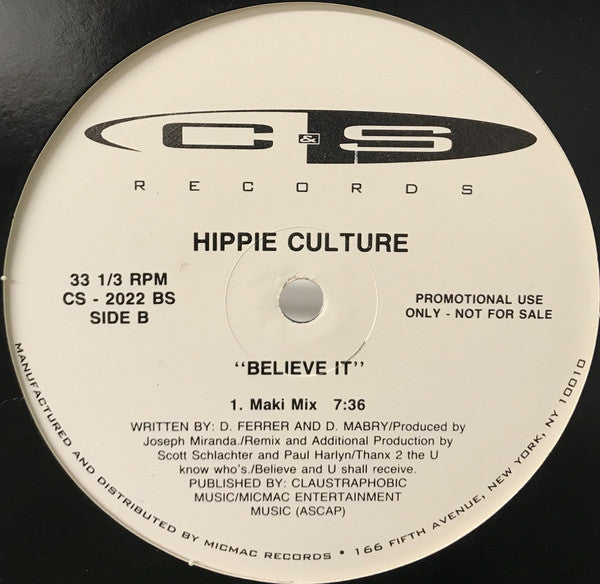 C&S
RECORDS
HIPPIE CULTURE
33 1/3 RPM
CS - 2022 BS
SIDE B
PROMOTIONAL USE
ONLY - NOT FOR SALE
"BELIEVE IT"
1. Maki Mix 7:36
WRITTEN BY: D. FERRER AND D. MABRY/Produced by
Joseph Miranda./Remix and Additional Production by
Scott Schlachter and Paul Harlyn/Thanx 2 the U
know who's./Believe and U shall receive.
PUBLISHED BY: CLAUSTRAPHOBIC
MUSIC/MICMAC ENTERTAINMENT
MUSIC (ASCAP)
MANUFACTURED AND DISTRIBUTED BY MICMAC RECORDS • 166 FIFTH AVENUE, NEW YORK, NY 10010